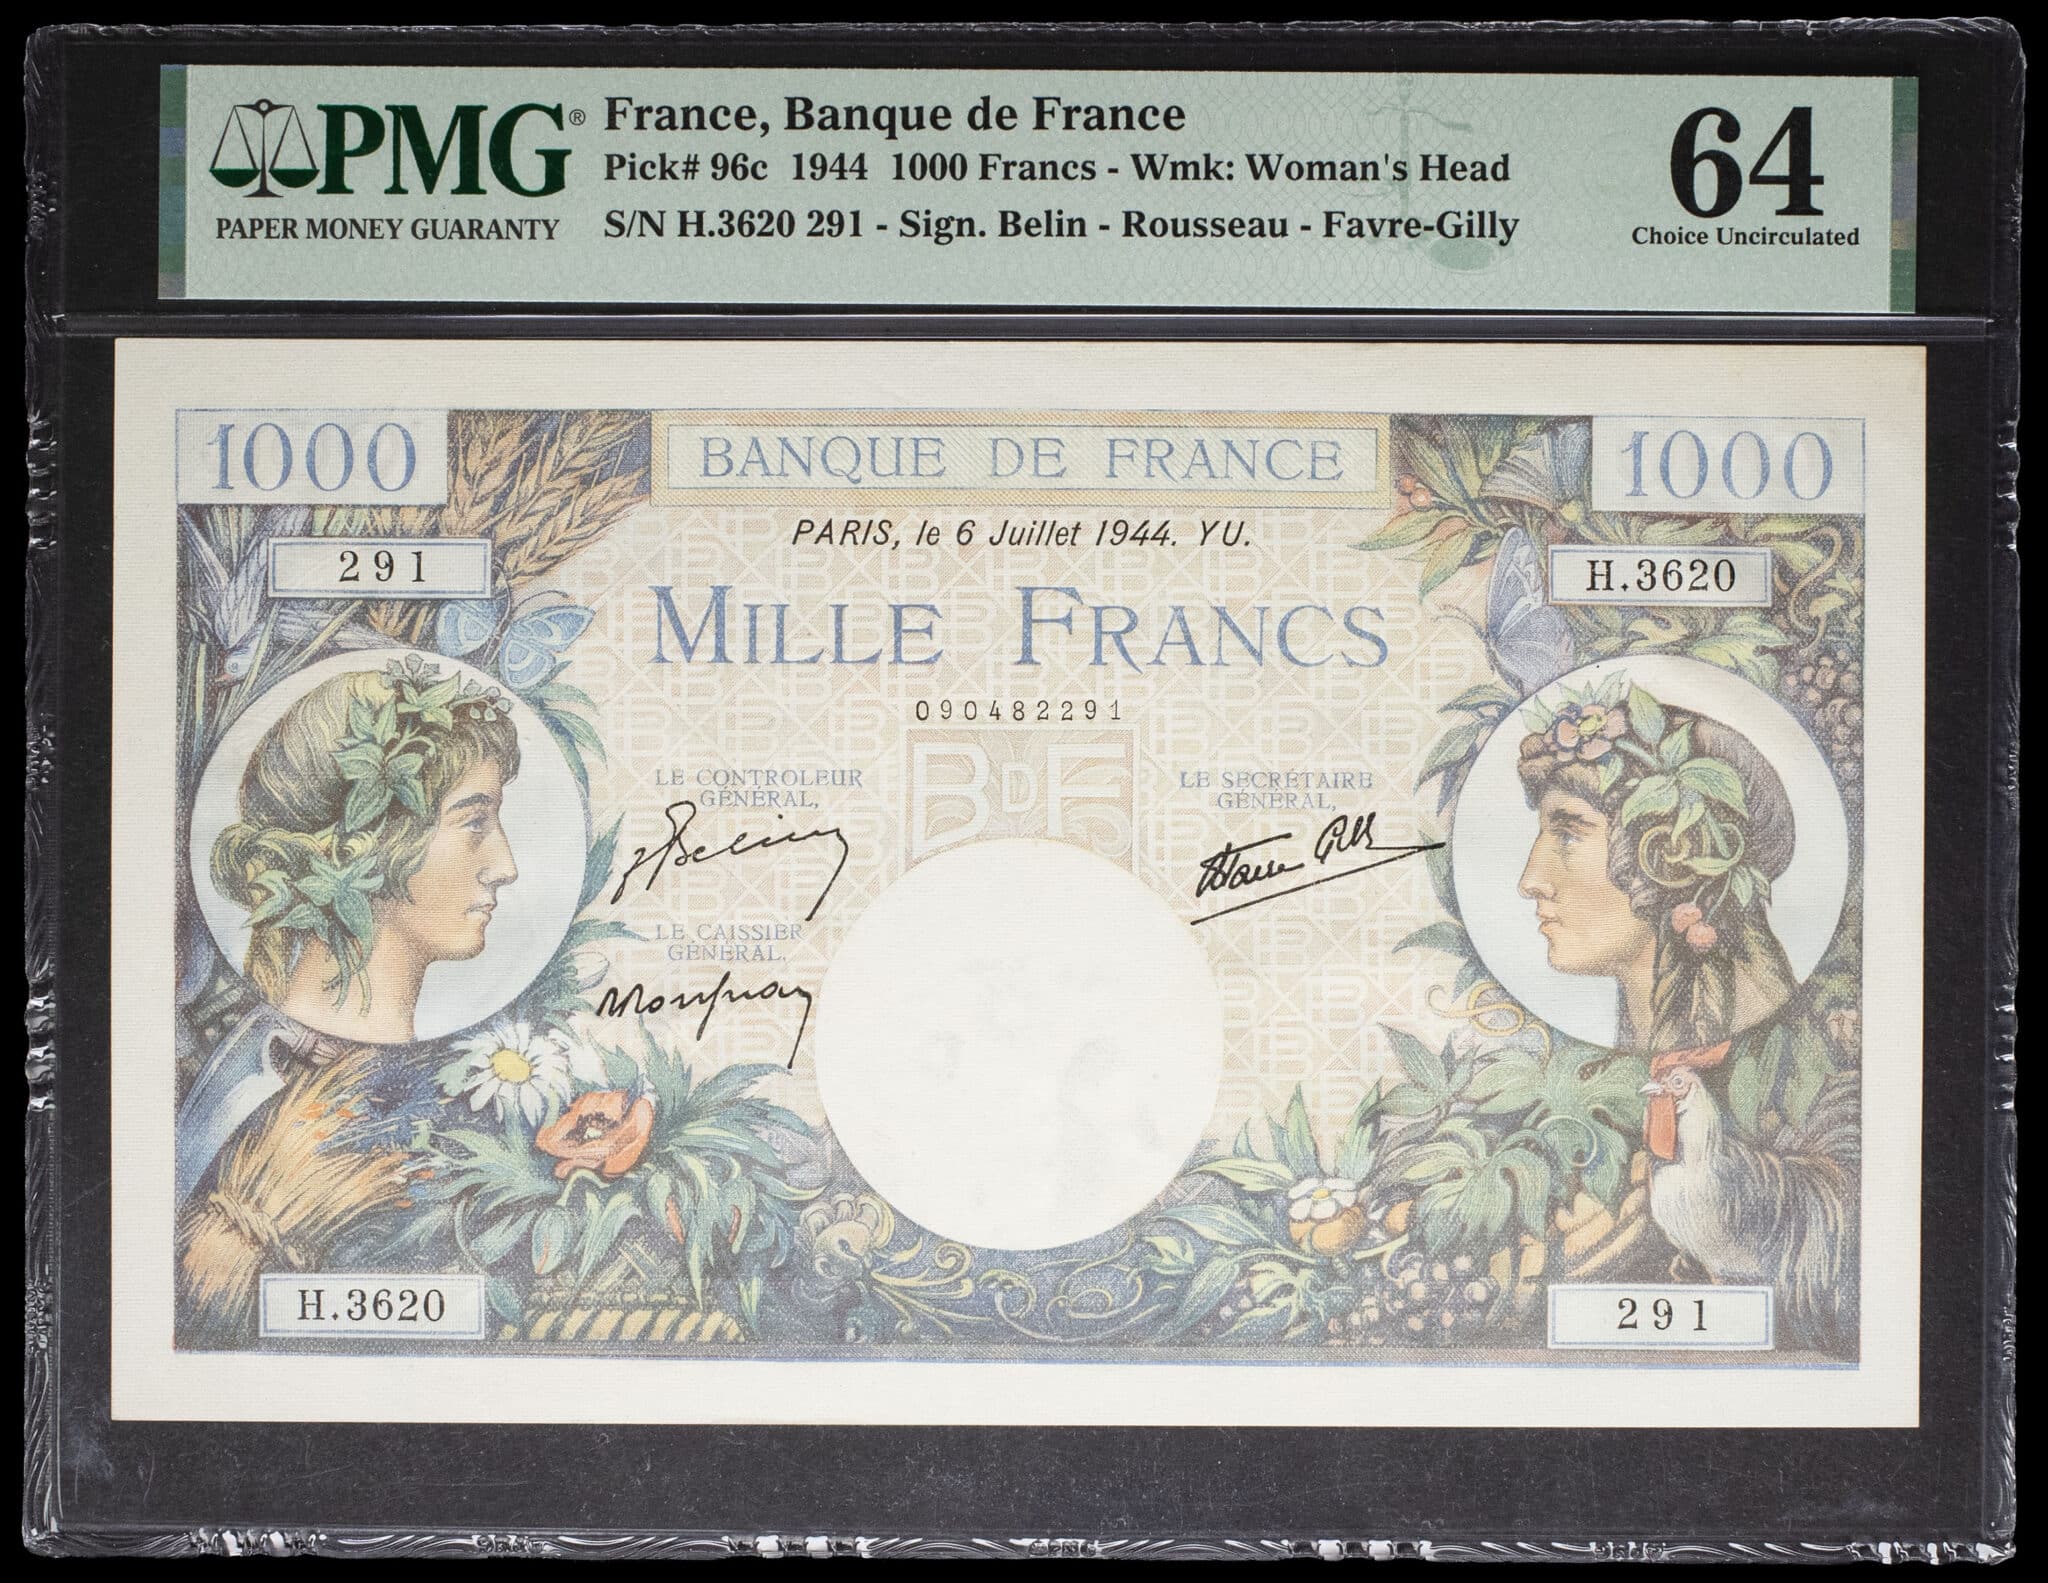 PMG®
PAPER MONEY GUARANTY
France, Banque de France
Pick# 96c 1944 1000 Francs - Wmk: Woman's Head
S/N H.3620 291 - Sign. Belin - Rousseau - Favre-Gilly
64
Choice Uncirculated
1000
BANQUE DE FRANCE
1000
PARIS, le 6 Juillet 1944. YU.
291
H.3620
MILLE FRANCS
090482291
BDF
LE CONTROLEUR
GÉNÉRAL,
LE SECRÉTAIRE
GÉNÉRAL,
LE CAISSIER
GÉNÉRAL,
H.3620
291